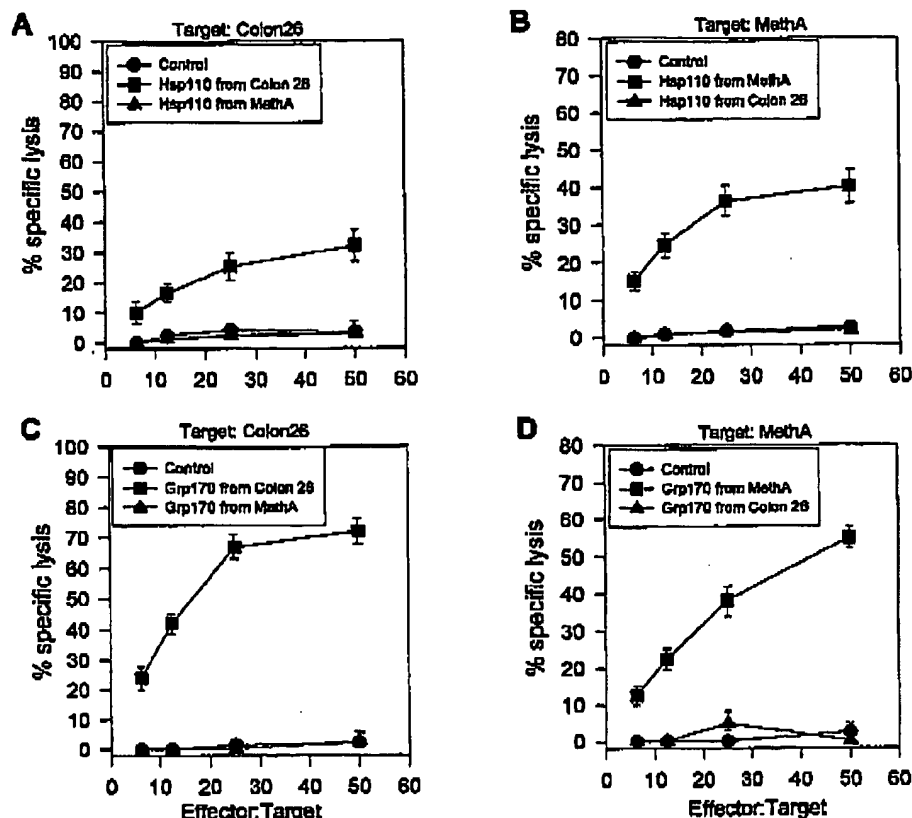 A
Target: Colon26
Control
Hsp110 from Colon 26
Hsp110 from MethA
% specific lysis
100
90
80
70
60
50
40
30
20
10
0
0 10 20 30 40 50 60
B
Target: MethA
Control
Hsp110 from MethA
Hsp110 from Colon 26
% specific lysis
80
70
60
50
40
30
20
10
0
0 10 20 30 40 50 60
C
Target: Colon26
Control
Grp170 from Colon 26
Grp170 from MethA
% specific lysis
100
90
80
70
60
50
40
30
20
10
0
0 10 20 30 40 50 60
Effector:Target
D
Target: MethA
Control
Grp170 from MethA
Grp170 from Colon 26
% specific lysis
80
70
60
50
40
30
20
10
0
0 10 20 30 40 50 60
Effector:Target